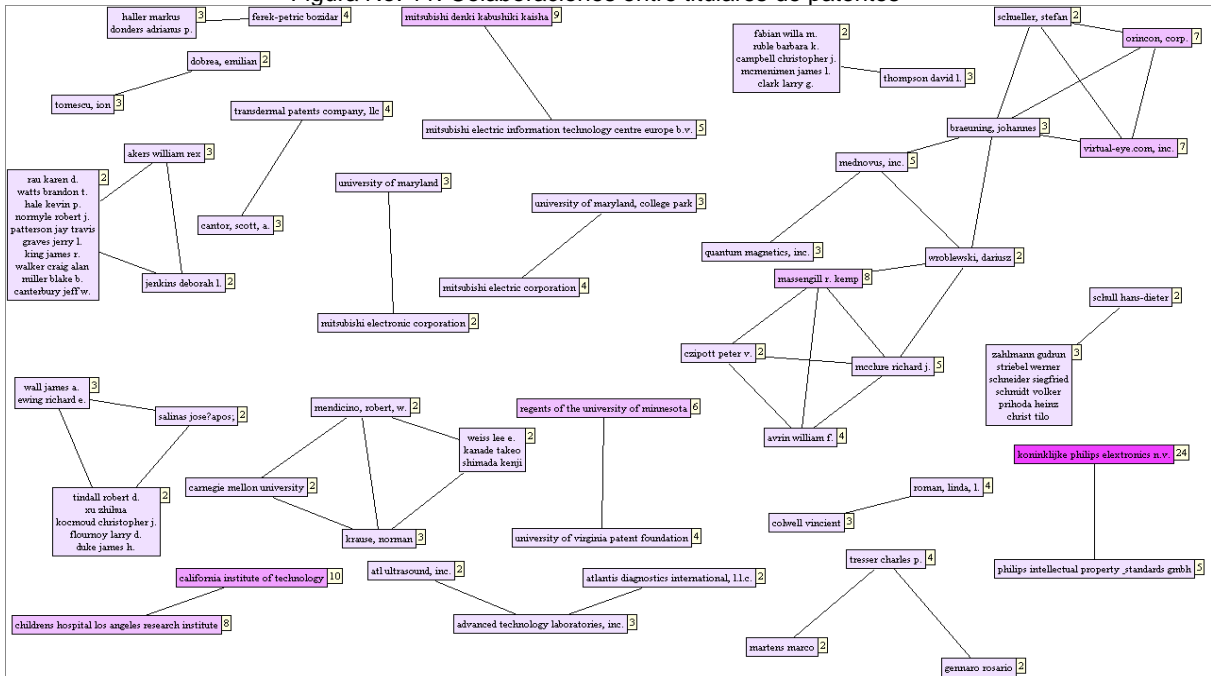 Figura No. 11. Colaboraciones entre titulares de patentes
haller markus 3
donders adrianus p.
ferek-petric bozidar 4
mitsubishi denki kabushiki kaisha 9
schueller, stefan 2
orincon, corp. 7
fabian willa m. 2
ruble barbara k.
campbell christopher j.
mcmenimen james l.
clark larry g.
thompson david l. 3
dobrea, emilian 2
tomescu, ion 3
transdermal patents company, llc 4
mitsubishi electric information technology centre europe b.v. 5
braeuning, johannes 3
virtual-eye.com, inc. 7
akers william rex 3
mednovus, inc. 5
rau karen d. 2
watts brandon t.
hale kevin p.
normyle robert j.
patterson jay travis
graves jerry l.
king james r.
walker craig alan
miller blake b.
canterbury jeff w.
university of maryland 3
university of maryland, college park 3
cantor, scott, a. 3
quantum magnetics, inc. 3
wroblewski, dariusz 2
jenkins deborah l. 2
massengill r. kemp 8
mitsubishi electric corporation 4
schull hans-dieter 2
mitsubishi electronic corporation 2
czipott peter v. 2
mcclure richard j. 5
zahlmann gudrun 3
striebel werner
schneider siegfried
schmidt volker
prihoda heinz
christ tilo
wall james a. 3
ewing richard e.
salinas jose?apos; 2
mendicino, robert, w. 2
regents of the university of minnesota 6
weiss lee e. 2
kanade takeo
shimada kenji
avrin william f. 4
koninklijke philips elextronics n.v. 24
carnegie mellon university 2
roman, linda, l. 4
tindall robert d. 2
xu zhihua
kocmoud christopher j.
flournoy larry d.
duke james h.
colwell vincient 3
krause, norman 3
university of virginia patent foundation 4
tresser charles p. 4
philips intellectual property_standards gmbh 5
california institute of technology 10
atl ultrasound, inc. 2
atlantis diagnostics international, l.l.c. 2
childrens hospital los angeles research institute 8
advanced technology laboratories, inc. 3
martens marco 2
gennaro rosario 2